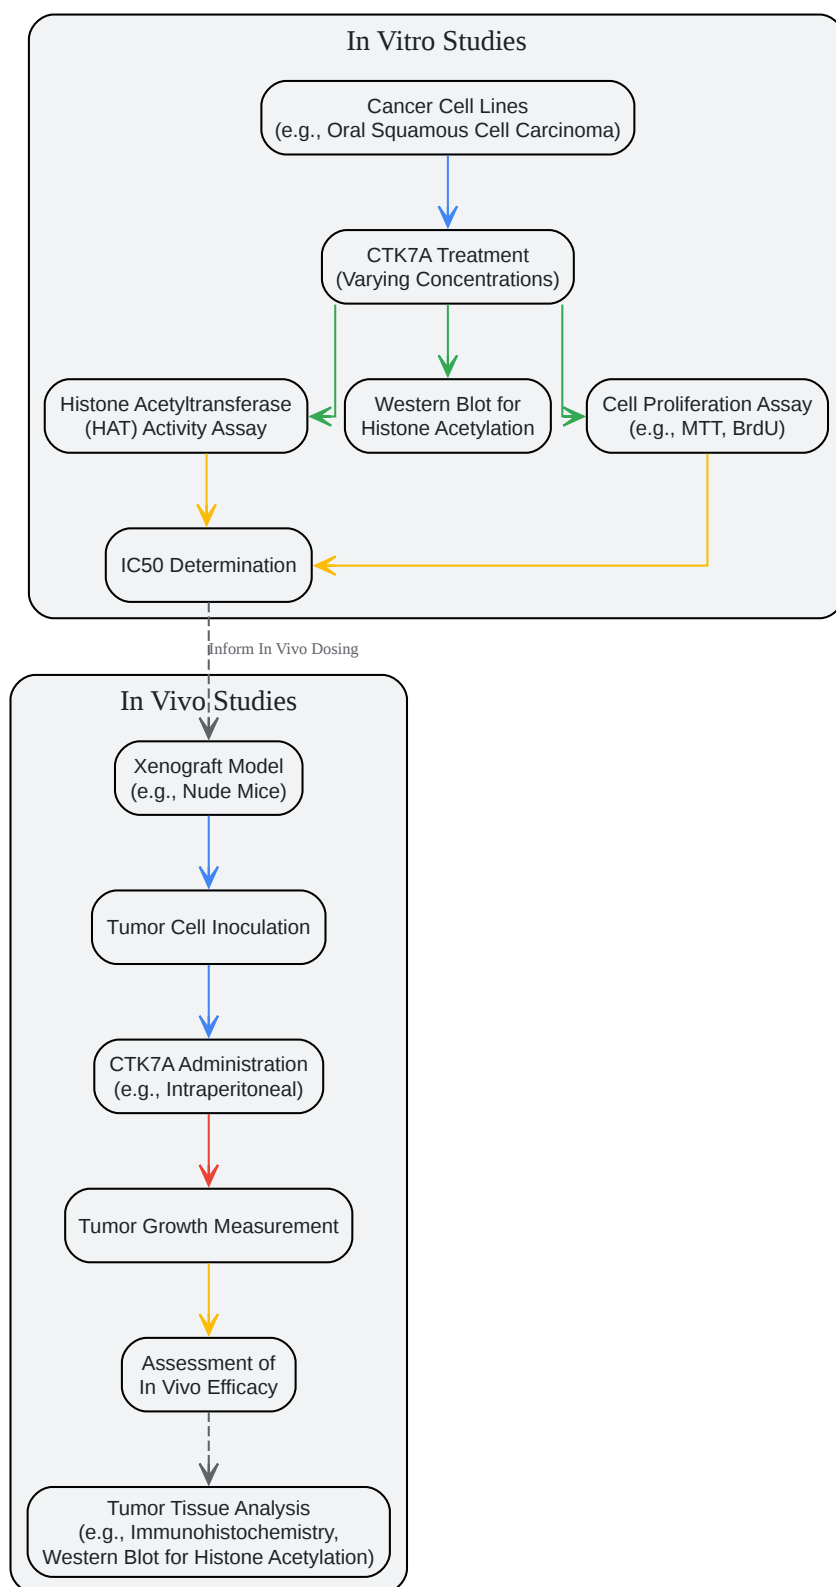 In Vitro Studies
Cancer Cell Lines
(e.g., Oral Squamous Cell Carcinoma)
CTK7A Treatment
(Varying Concentrations)
Histone Acetyltransferase
(HAT) Activity Assay
Western Blot for
Histone Acetylation
Cell Proliferation Assay
(e.g., MTT, BrdU)
IC50 Determination
Inform In Vivo Dosing
In Vivo Studies
Xenograft Model
(e.g., Nude Mice)
Tumor Cell Inoculation
CTK7A Administration
(e.g., Intraperitoneal)
Tumor Growth Measurement
Assessment of
In Vivo Efficacy
Tumor Tissue Analysis
(e.g., Immunohistochemistry,
Western Blot for Histone Acetylation)